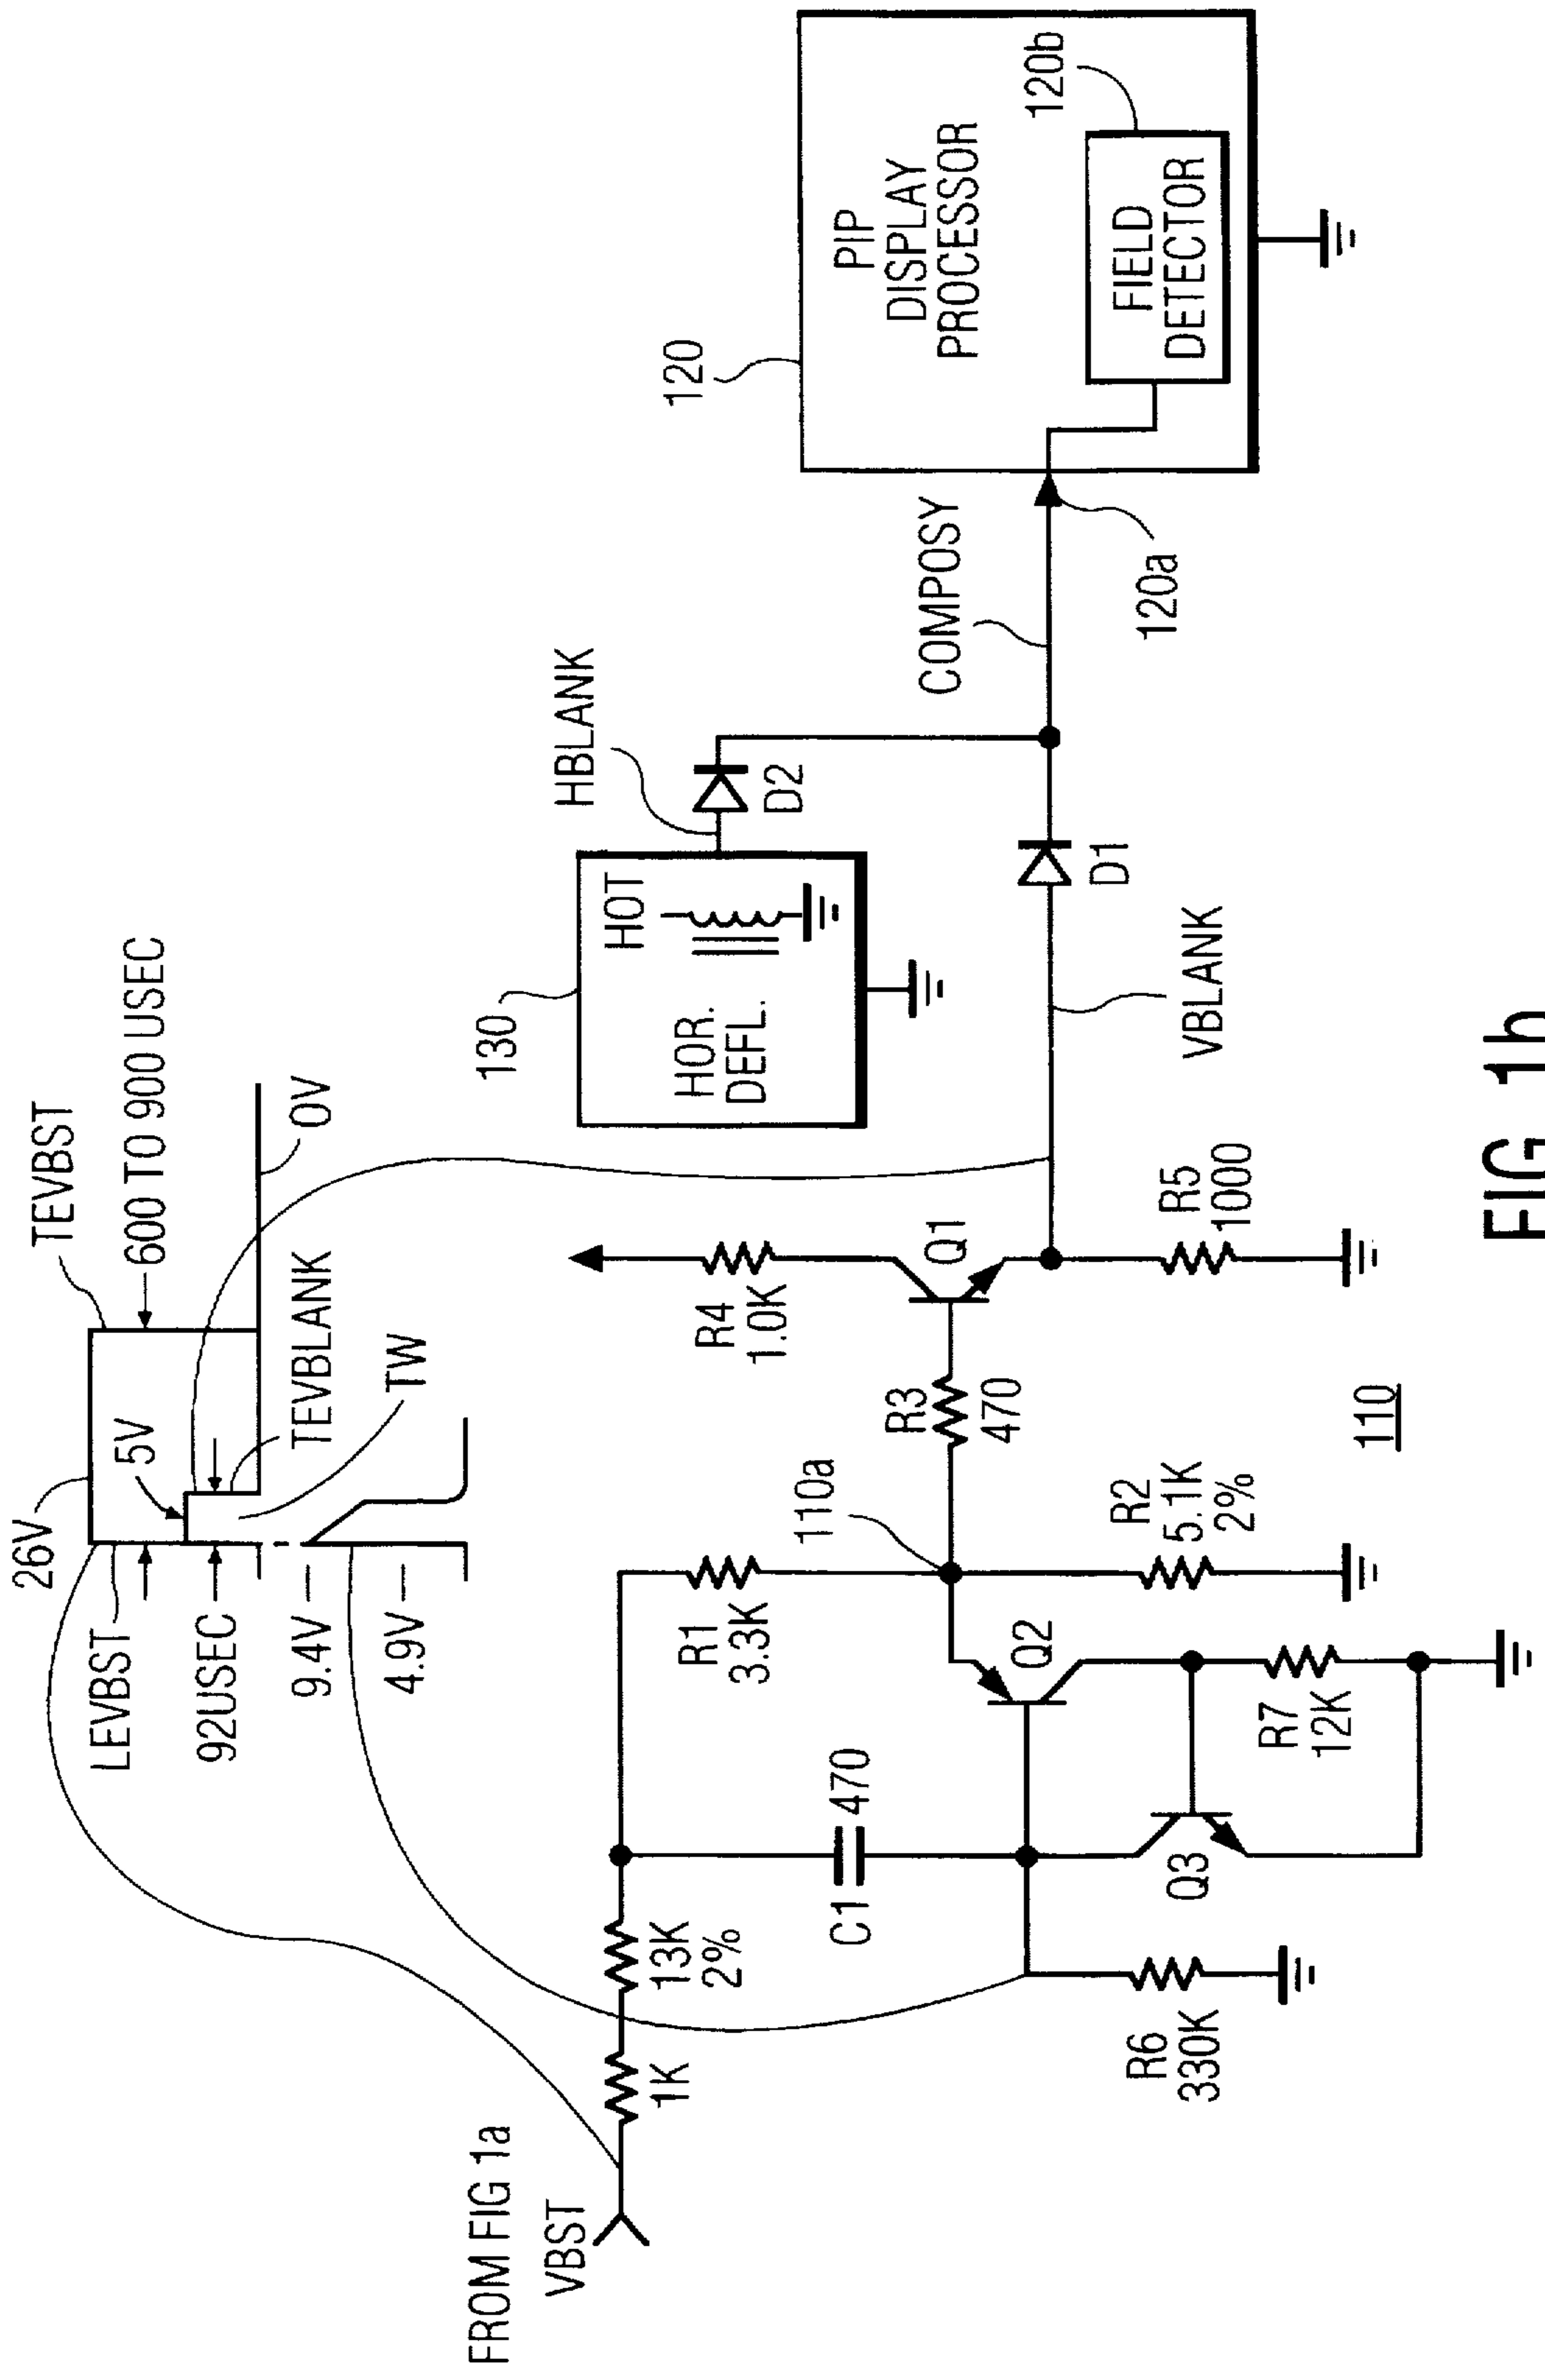 26V
TEVBST
LEVBST
5V
600 TO 900 USEC
92USEC
0V
TEVBLANK
9.4V
TW
4.9V
FROM FIG 1a
VBST
1K
13K
2%
C1
470
R6
330K
Q3
Q2
R7
12K
R1
3.3K
110a
R2
5.1K
2%
R3
470
110
R4
1.0K
Q1
R5
1000
VBLANK
D1
130
HOR.
DEFL.
HOT
HBLANK
D2
COMPOSY
120a
120
PIP
DISPLAY
PROCESSOR
FIELD
DETECTOR
120b
FIG. 1b